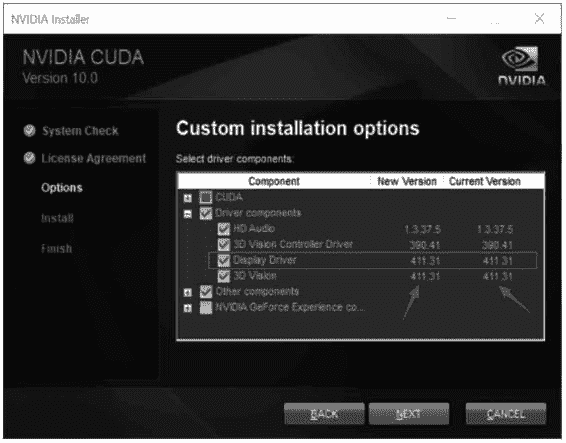 NVIDIA Installer
NVIDIA CUDA
Version 10.0
NVIDIA
System Check
License Agreement
Options
Install
Finish
Custom installation options
Select driver components:
Component New Version Current Version
CUDA
Driver components
HD Audio 1.3.37.5 1.3.37.5
3D Vision Controller Driver 390.41 390.41
Display Driver 411.31 411.31
3D Vision 411.31 411.31
Other components
NVIDIA GeForce Experience co...
BACK NEXT CANCEL